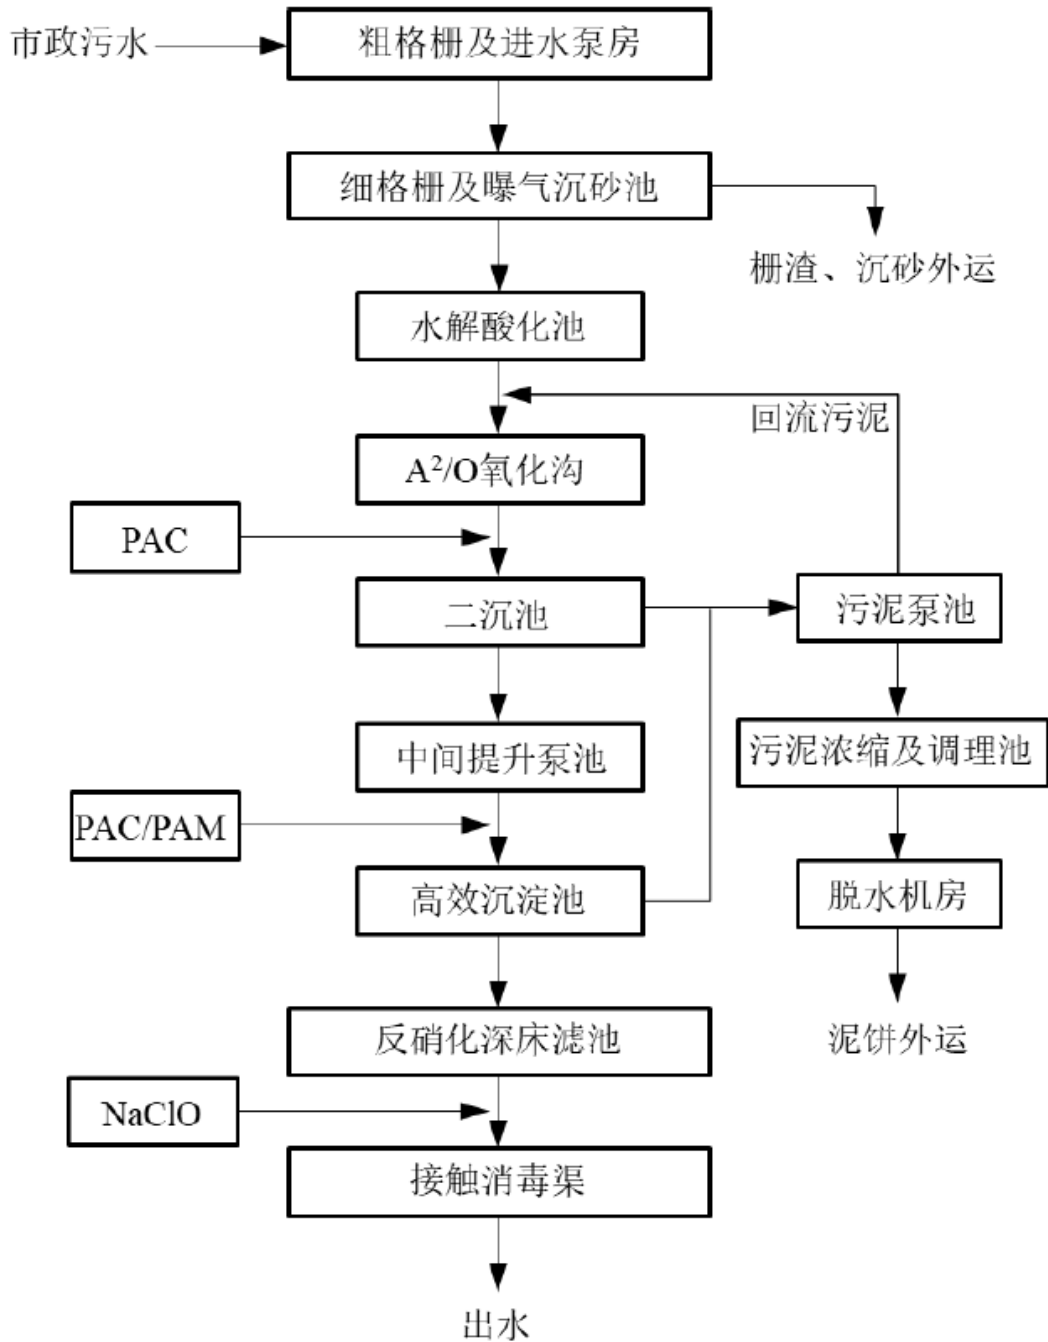 市政污水
粗格栅及进水泵房
细格栅及曝气沉砂池
栅渣、沉砂外运
水解酸化池
回流污泥
A²/O氧化沟
PAC
二沉池
污泥泵池
中间提升泵池
污泥浓缩及调理池
PAC/PAM
高效沉淀池
脱水机房
反硝化深床滤池
泥饼外运
NaClO
接触消毒渠
出水